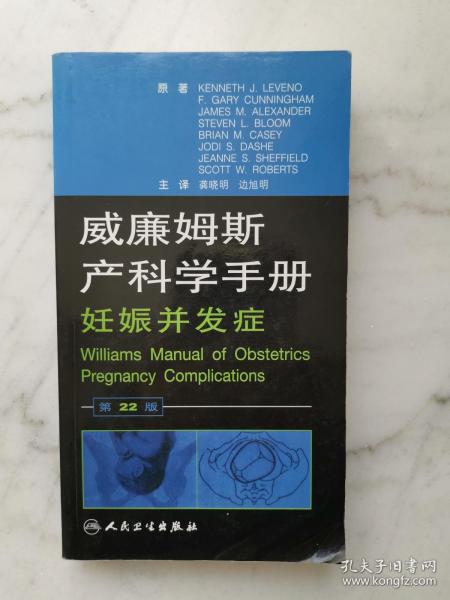 原 著 KENNETH J. LEVENO
F. GARY CUNNINGHAM
JAMES M. ALEXANDER
STEVEN L. BLOOM
BRIAN M. CASEY
JODI S. DASHE
JEANNE S. SHEFFIELD
SCOTT W. ROBERTS
主 译 龚晓明 边旭明
威廉姆斯
产科学手册
妊娠并发症
Williams Manual of Obstetrics
Pregnancy Complications
第 22 版
人民卫生出版社
孔夫子旧书网
www.kongfz.com